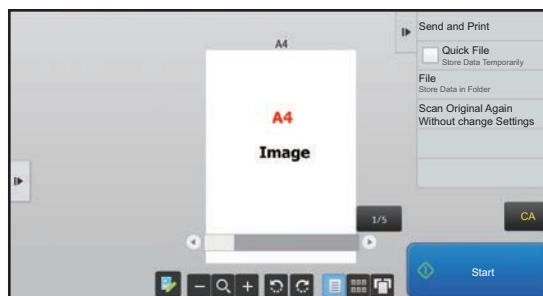 A4
A4
Image
1/5
Send and Print
Quick File
Store Data Temporarily
File
Store Data in Folder
Scan Original Again
Without change Settings
CA
Start